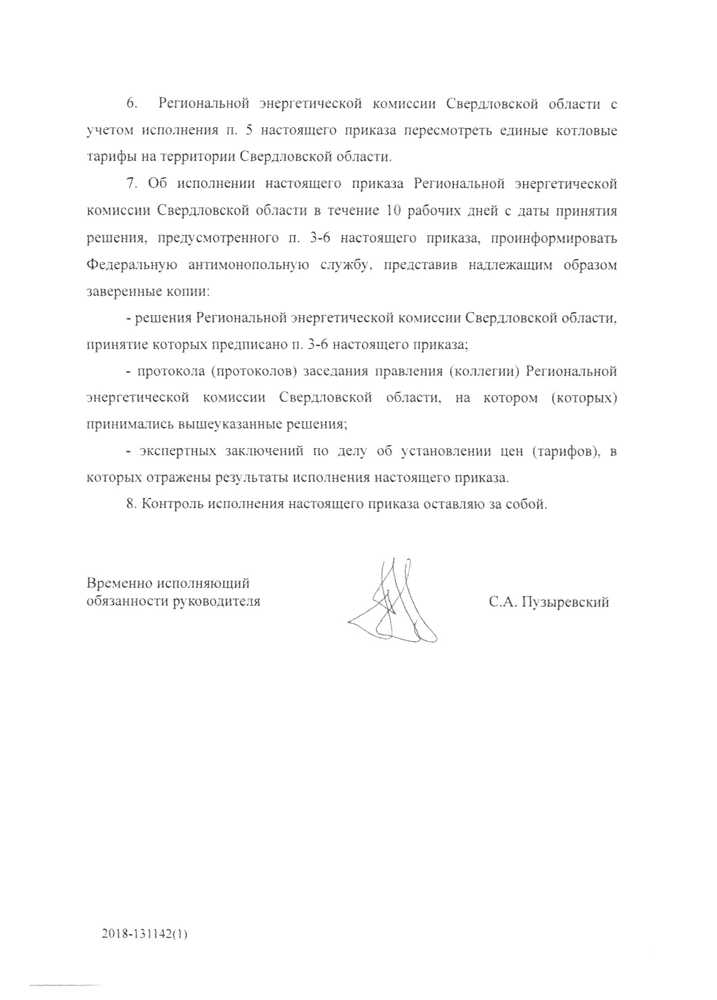 6. Региональной энергетической комиссии Свердловской области с
учетом исполнения п. 5 настоящего приказа пересмотреть единые котловые
тарифы на территории Свердловской области.
7. Об исполнении настоящего приказа Региональной энергетической
комиссии Свердловской области в течение 10 рабочих дней с даты принятия
решения, предусмотренного п. 3-6 настоящего приказа, проинформировать
Федеральную антимонопольную службу, представив надлежащим образом
заверенные копии:
- решения Региональной энергетической комиссии Свердловской области,
принятие которых предписано п. 3-6 настоящего приказа;
- протокола (протоколов) заседания правления (коллегии) Региональной
энергетической комиссии Свердловской области, на котором (которых)
принимались вышеуказанные решения;
- экспертных заключений по делу об установлении цен (тарифов), в
которых отражены результаты исполнения настоящего приказа.
8. Контроль исполнения настоящего приказа оставляю за собой.
Временно исполняющий
обязанности руководителя
С.А. Пузыревский
2018-131142(1)